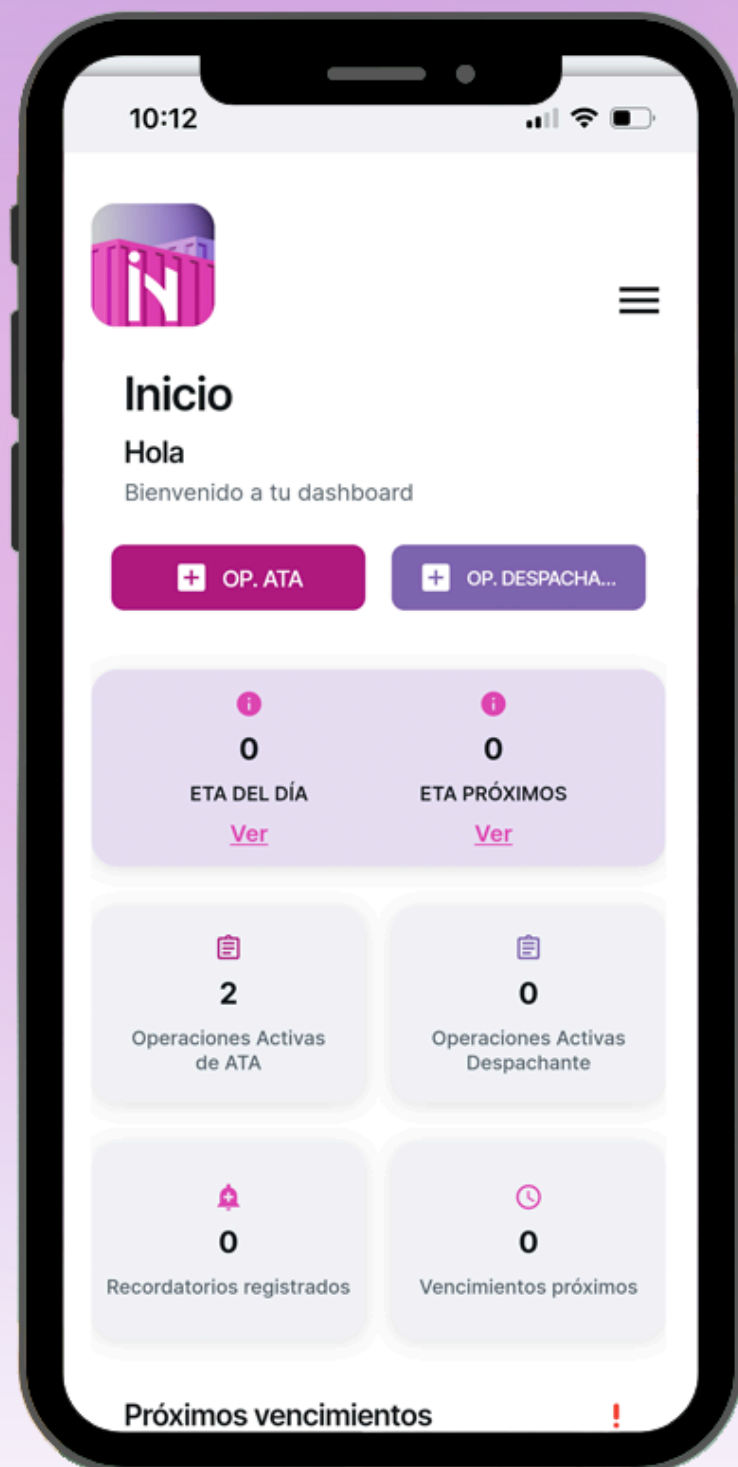 10:12
iN
Inicio
Hola
Bienvenido a tu dashboard
OP. ATA
OP. DESPACHA...
0
0
ETA DEL DÍA
ETA PRÓXIMOS
Ver
Ver
2
0
Operaciones Activas
de ATA
Operaciones Activas
Despachante
0
0
Recordatorios registrados
Vencimientos próximos
Próximos vencimientos